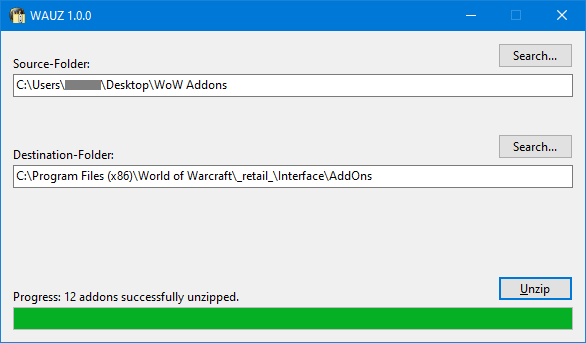 WAUZ 1.0.0
Search...
Source-Folder:
C:\Users\ \Desktop\WoW Addons
Search...
Destination-Folder:
C:\Program Files (x86)\World of Warcraft\_retail_\Interface\AddOns
Unzip
Progress: 12 addons successfully unzipped.